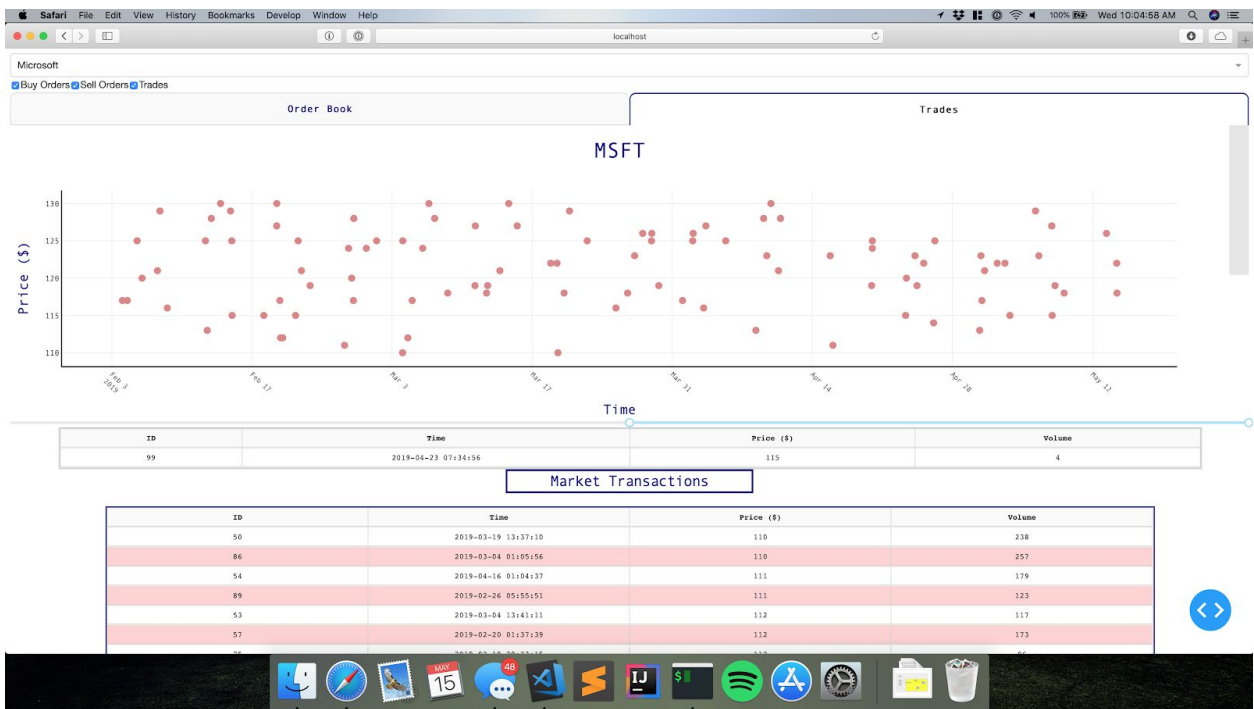 Safari File Edit View History Bookmarks Develop Window Help 100% Wed 10:04:58 AM
localhost
Microsoft
Buy Orders Sell Orders Trades
Order Book Trades
MSFT
Price ($)
130
125
120
115
110
Feb 3 Feb 17 Mar 3 Mar 17 Mar 31 Apr 14 Apr 28 May 12
2019
Time
ID Time Price ($) Volume
99 2019-04-23 07:34:56 115 4
Market Transactions
ID Time Price ($) Volume
50 2019-03-19 13:37:10 110 238
86 2019-03-04 01:05:56 110 257
54 2019-04-16 01:04:37 111 179
89 2019-02-26 05:55:51 111 123
53 2019-03-04 13:41:11 112 117
57 2019-02-20 01:37:39 112 173
MAY
15
48
IJ
$